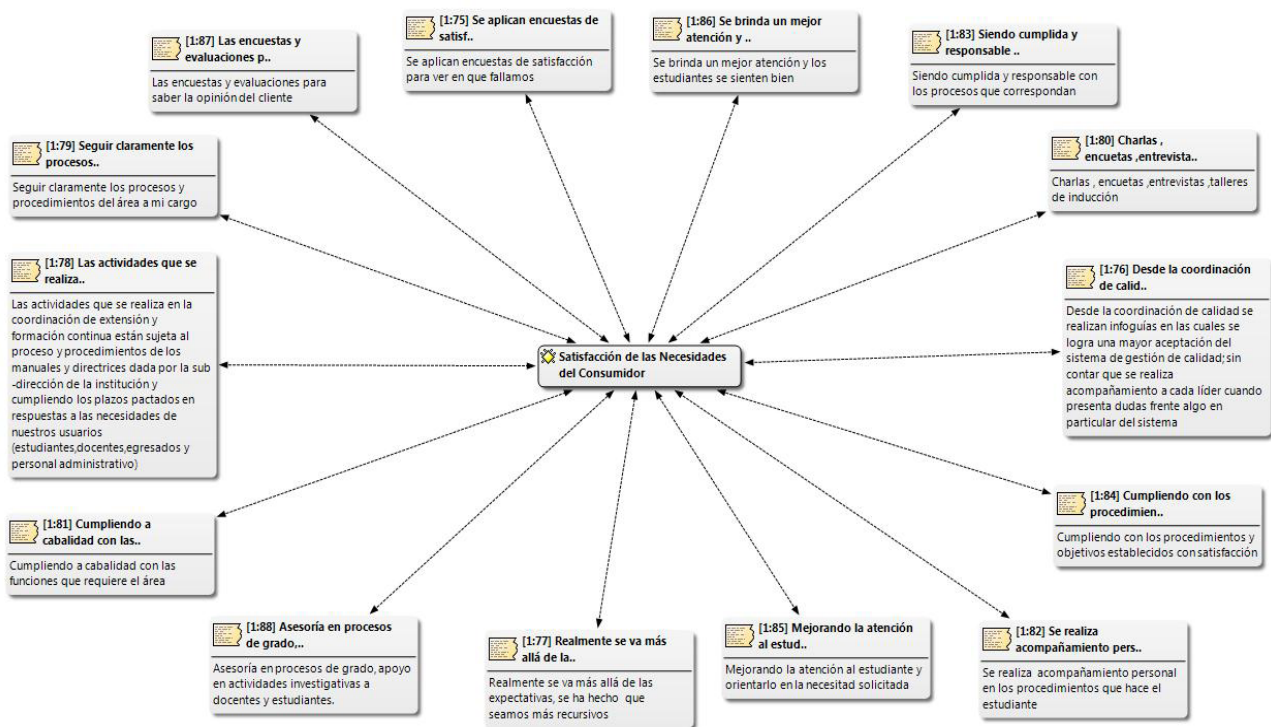 [1:87] Las encuestas y
evaluaciones p..
Las encuestas y evaluaciones para
saber la opinión del cliente
[1:75] Se aplican encuestas de
satisf..
Se aplican encuestas de satisfacción
para ver en que fallamos
[1:86] Se brinda un mejor
atención y ..
Se brinda un mejor atención y los
estudiantes se sienten bien
[1:83] Siendo cumplida y
responsable ..
Siendo cumplida y responsable con
los procesos que correspondan
[1:79] Seguir claramente los
procesos..
Seguir claramente los procesos y
procedimientos del área a mi cargo
[1:80] Charlas ,
encuetas ,entrevista..
Charlas , encuetas ,entrevistas ,talleres
de inducción
[1:78] Las actividades que se
realiza..
Las actividades que se realiza en la
coordinación de extensión y
formación continua están sujeta al
proceso y procedimientos de los
manuales y directrices dada por la sub
-dirección de la institución y
cumpliendo los plazos pactados en
respuestas a las necesidades de
nuestros usuarios
(estudiantes,docentes,egresados y
personal administrativo)
Satisfacción de las Necesidades
del Consumidor
[1:76] Desde la coordinación
de calid..
Desde la coordinación de calidad se
realizan infoguías en las cuales se
logra una mayor aceptación del
sistema de gestión de calidad; sin
contar que se realiza
acompañamiento a cada líder cuando
presenta dudas frente algo en
particular del sistema
[1:81] Cumpliendo a
cabalidad con las..
Cumpliendo a cabalidad con las
funciones que requiere el área
[1:84] Cumpliendo con los
procedimien..
Cumpliendo con los procedimientos y
objetivos establecidos con satisfacción
[1:88] Asesoría en procesos
de grado,..
Asesoría en procesos de grado, apoyo
en actividades investigativas a
docentes y estudiantes.
[1:77] Realmente se va más
allá de la..
Realmente se va más allá de las
expectativas, se ha hecho que
seamos más recursivos
[1:85] Mejorando la atención
al estud..
Mejorando la atención al estudiante y
orientarlo en la necesitad solicitada
[1:82] Se realiza
acompañamiento pers..
Se realiza acompañamiento personal
en los procedimientos que hace el
estudiante